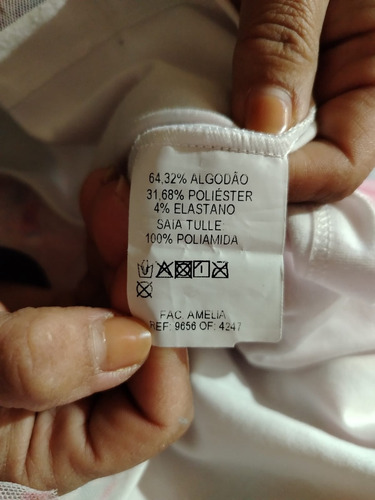 64,32% ALGODÃO
31,68% POLIÉSTER
4% ELASTANO
SAIA TULLE
100% POLIAMIDA
FAC. AMELIA
REF: 9656 OF: 4247